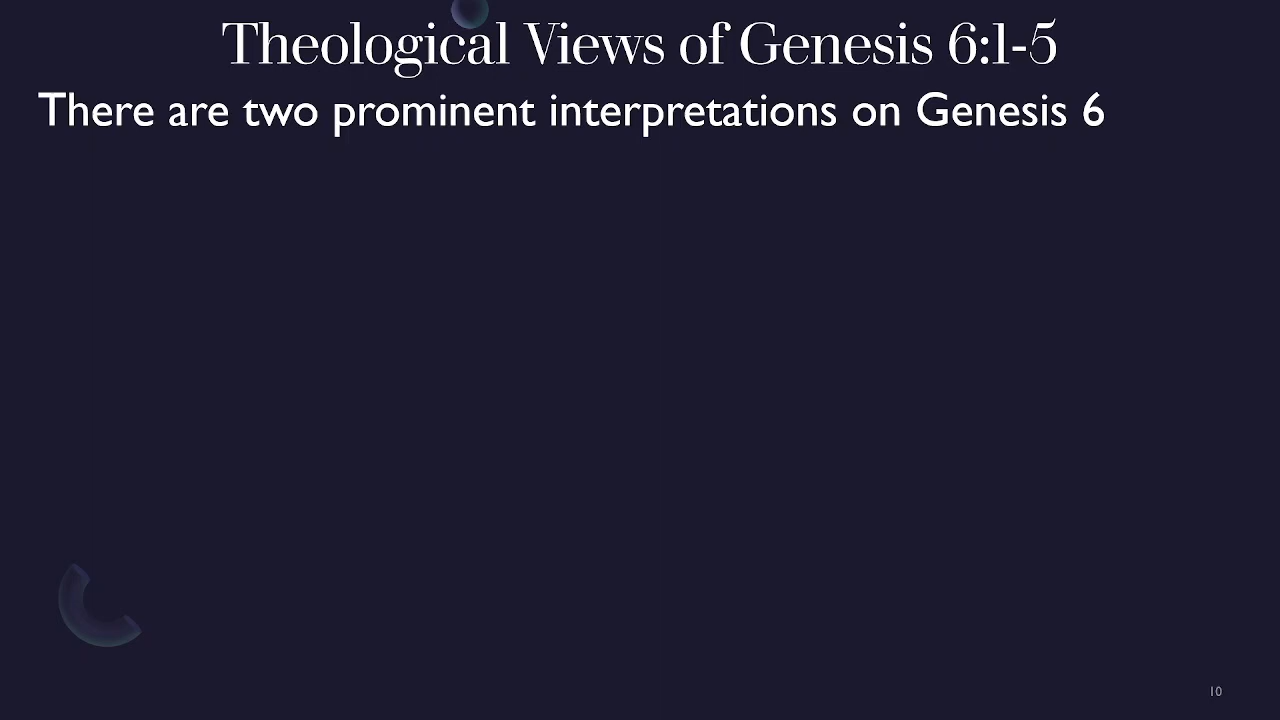 Theological Views of Genesis 6:1-5
There are two prominent interpretations on Genesis 6
10